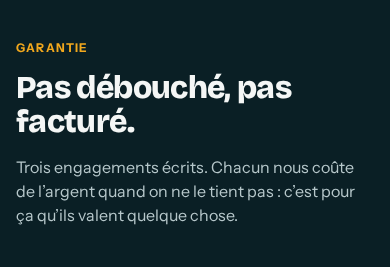 GARANTIE
Pas débouché, pas
facturé.
Trois engagements écrits. Chacun nous coûte
de l’argent quand on ne le tient pas : c’est pour
ça qu’ils valent quelque chose.